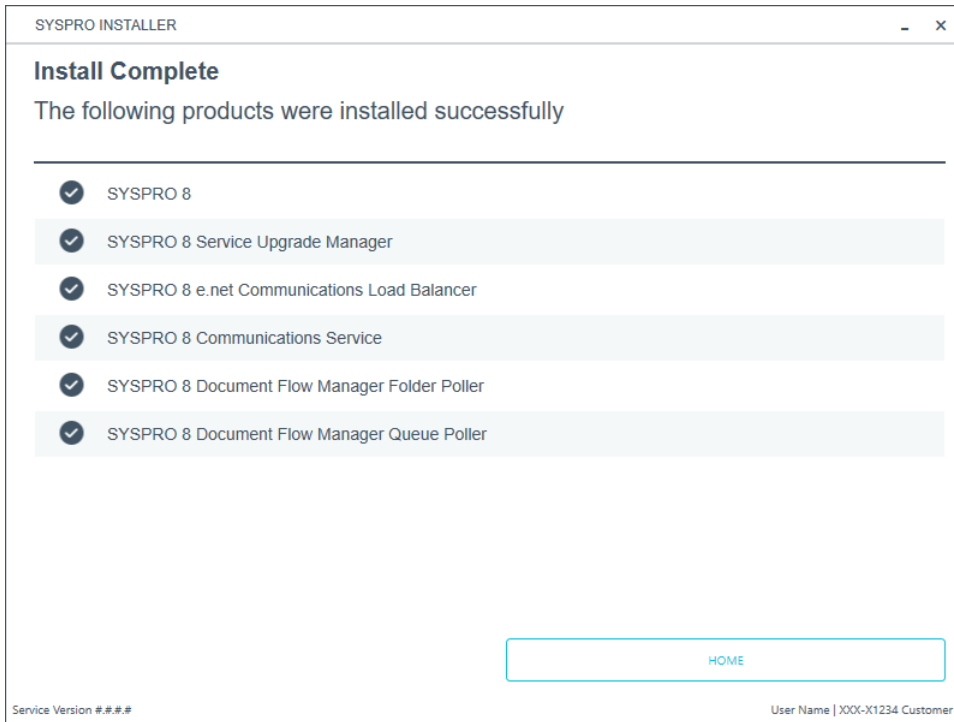 SYSPRO INSTALLER
Install Complete
The following products were installed successfully
SYSPRO 8
SYSPRO 8 Service Upgrade Manager
SYSPRO 8 e.net Communications Load Balancer
SYSPRO 8 Communications Service
SYSPRO 8 Document Flow Manager Folder Poller
SYSPRO 8 Document Flow Manager Queue Poller
HOME
Service Version #.#.#.#
User Name | XXX-X1234 Customer